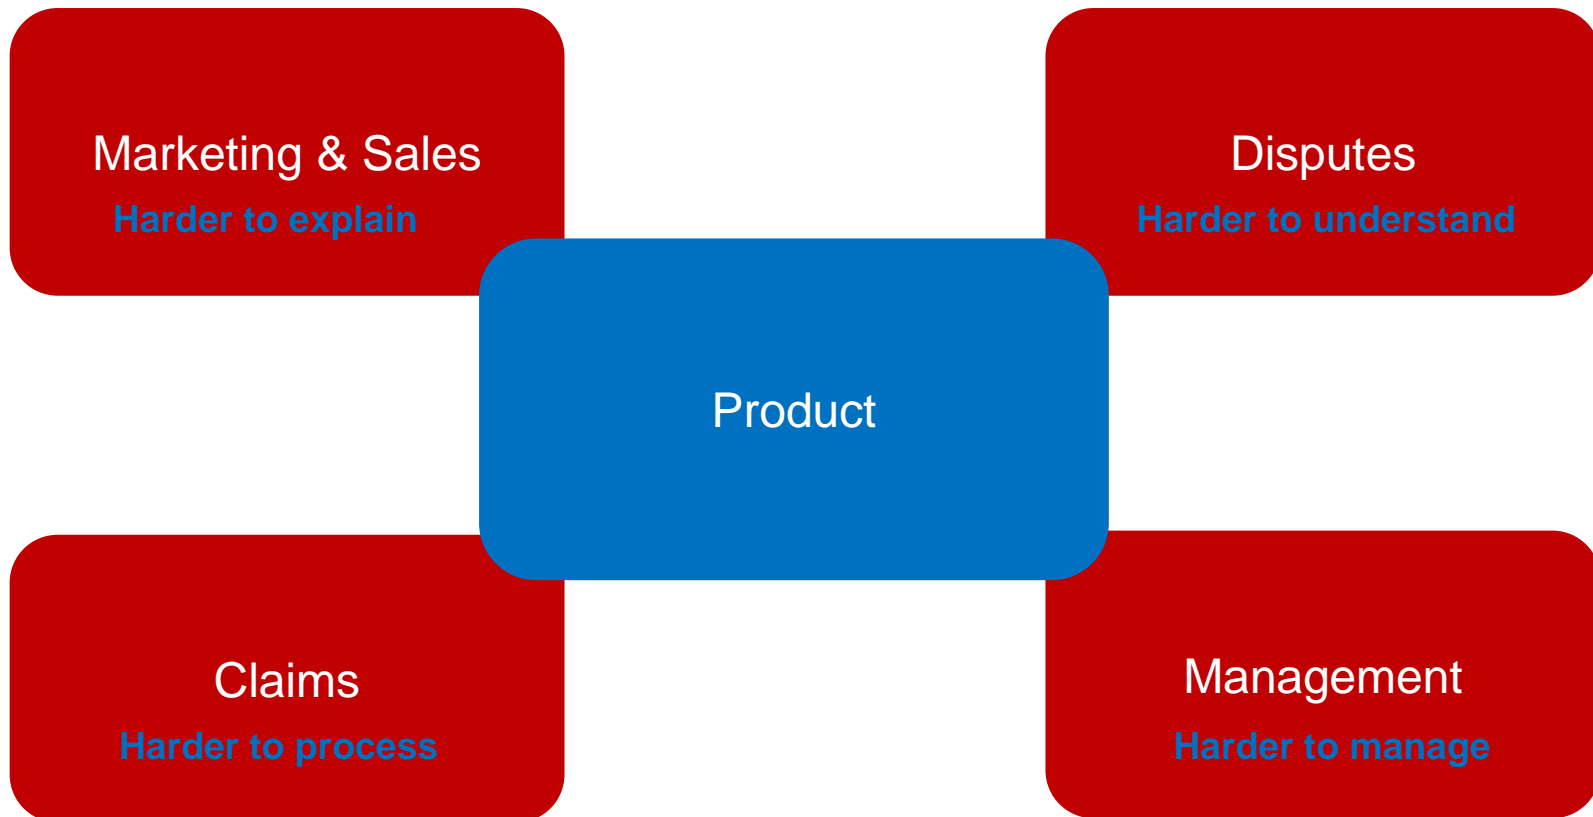 Marketing & Sales
Harder to explain
Disputes
Harder to understand
Product
Claims
Harder to process
Management
Harder to manage